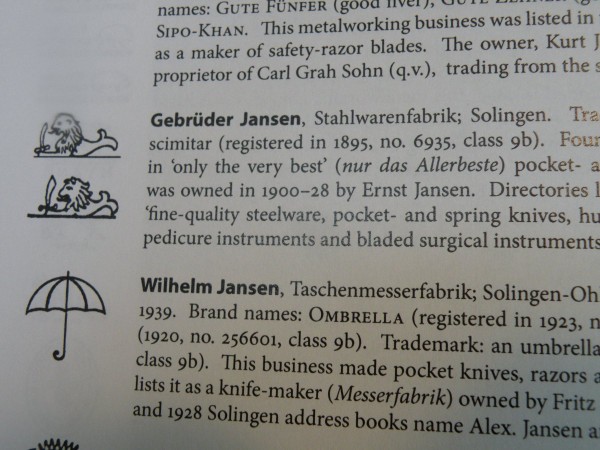 names: Gute Fünfer (good fiver), Gute
Sipo-Khan. This metalworking business was listed in
as a maker of safety-razor blades. The owner, Kurt J
proprietor of Carl Grah Sohn (q.v.), trading from the s
Gebrüder Jansen, Stahlwarenfabrik; Solingen. Tra
scimitar (registered in 1895, no. 6935, class 9b). Foun
in ‘only the very best’ (nur das Allerbeste) pocket- a
was owned in 1900–28 by Ernst Jansen. Directories l
‘fine-quality steelware, pocket- and spring knives, hu
pedicure instruments and bladed surgical instruments
Wilhelm Jansen, Taschenmesserfabrik; Solingen-Oh
1939. Brand names: Ombrella (registered in 1923, n
(1920, no. 256601, class 9b). Trademark: an umbrella
class 9b). This business made pocket knives, razors a
lists it as a knife-maker (Messerfabrik) owned by Fritz
and 1928 Solingen address books name Alex. Jansen a